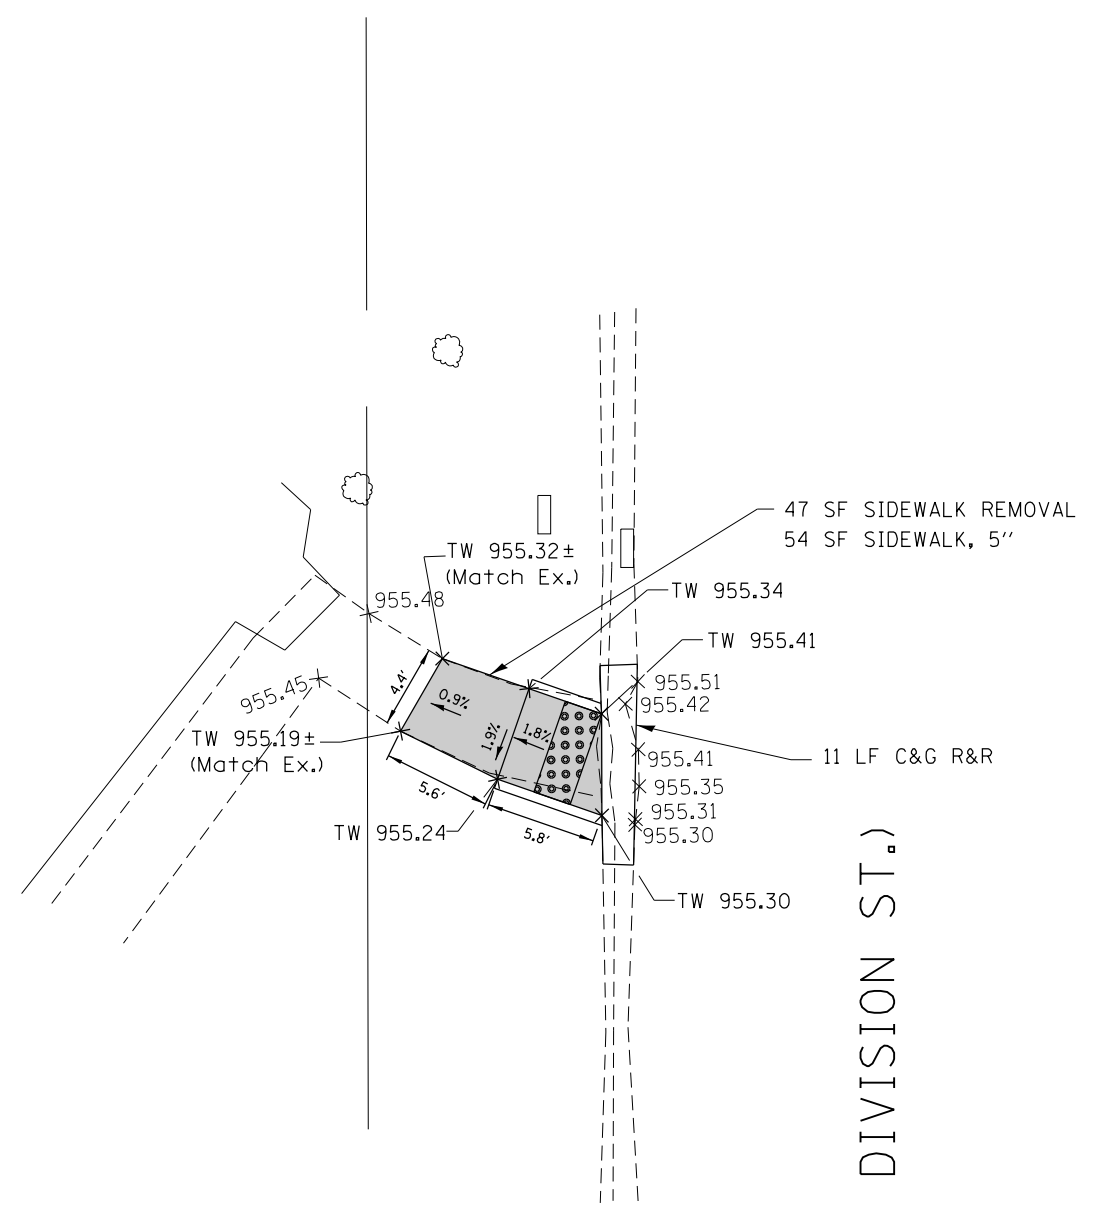 47 SF SIDEWALK REMOVAL
54 SF SIDEWALK, 5"
TW 955.32±
(Match Ex.)
TW 955.34
955.48
TW 955.41
955.51
955.42
955.45
4.4'
0.9%
1.9%
1.8%
TW 955.19±
(Match Ex.)
11 LF C&G R&R
955.41
955.35
5.6'
955.31
TW 955.24
5.8'
955.30
TW 955.30
DIVISION ST.)